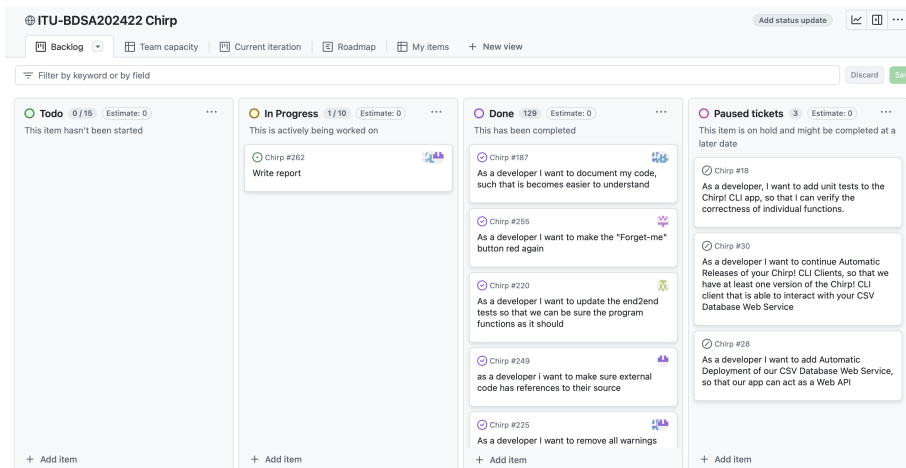 ITU-BDSA202422 Chirp
Add status update
Backlog
Team capacity
Current iteration
Roadmap
My items
+ New view
Filter by keyword or by field
Discard
Sav
Todo 0 / 15 Estimate: 0
This item hasn't been started
+ Add item
In Progress 1 / 10 Estimate: 0
This is actively being worked on
Chirp #262
Write report
+ Add item
Done 129 Estimate: 0
This has been completed
Chirp #187
As a developer I want to document my code,
such that is becomes easier to understand
Chirp #255
As a developer I want to make the "Forget-me"
button red again
Chirp #220
As a developer I want to update the end2end
tests so that we can be sure the program
functions as it should
Chirp #249
as a developer i want to make sure external
code has references to their source
Chirp #225
As a developer I want to remove all warnings
+ Add item
Paused tickets 3 Estimate: 0
This item is on hold and might be completed at a
later date
Chirp #18
As a developer, I want to add unit tests to the
Chirp! CLI app, so that I can verify the
correctness of individual functions.
Chirp #30
As a developer I want to continue Automatic
Releases of your Chirp! CLI Clients, so that we
have at least one version of the Chirp! CLI
client that is able to interact with your CSV
Database Web Service
Chirp #28
As a developer I want to add Automatic
Deployment of our CSV Database Web Service,
so that our app can act as a Web API
+ Add item